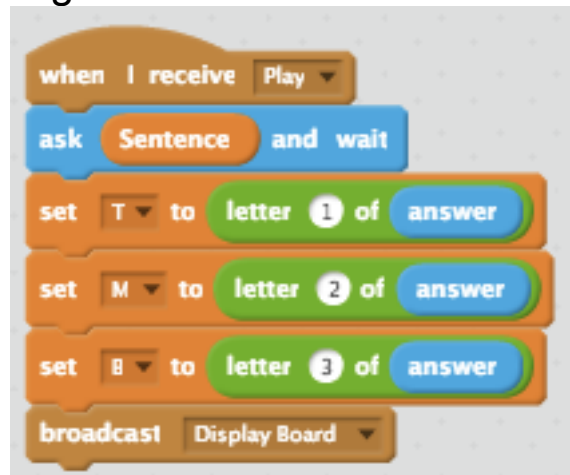 when I receive Play
ask Sentence and wait
set T to letter 1 of answer
set M to letter 2 of answer
set B to letter 3 of answer
broadcast Display Board